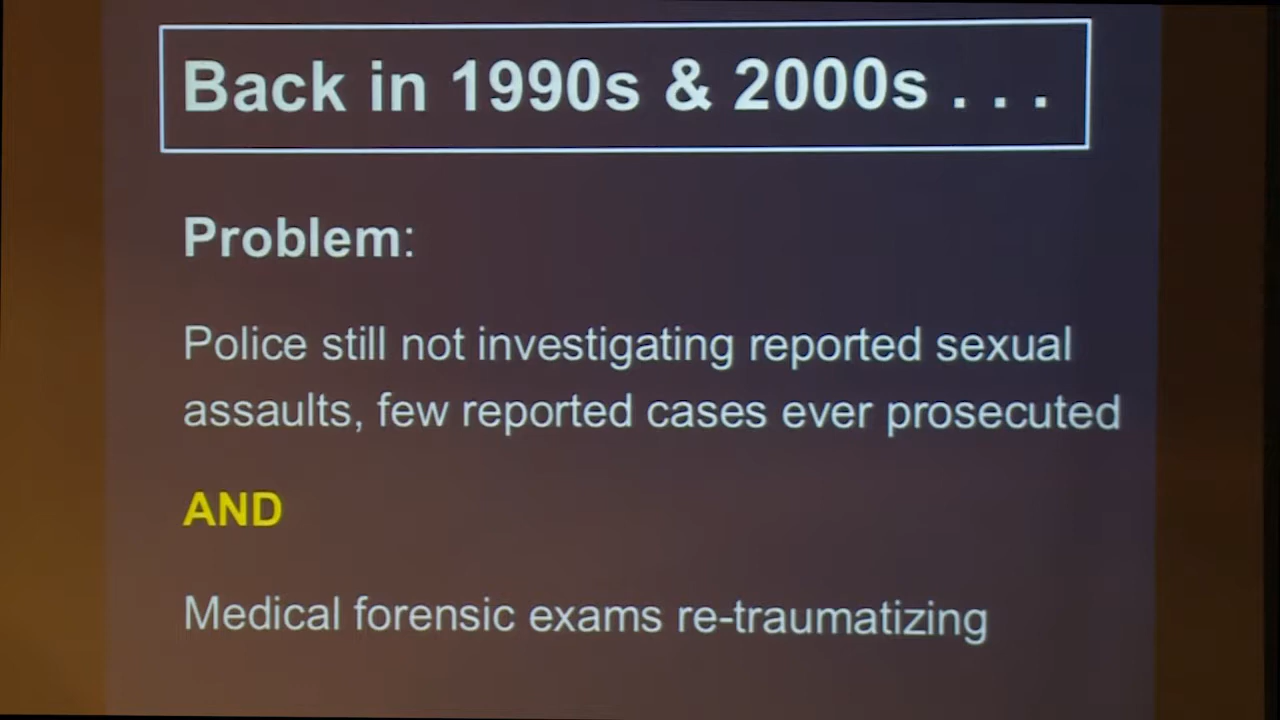 Back in 1990s & 2000s . . .
Problem:
Police still not investigating reported sexual
assaults, few reported cases ever prosecuted
AND
Medical forensic exams re-traumatizing